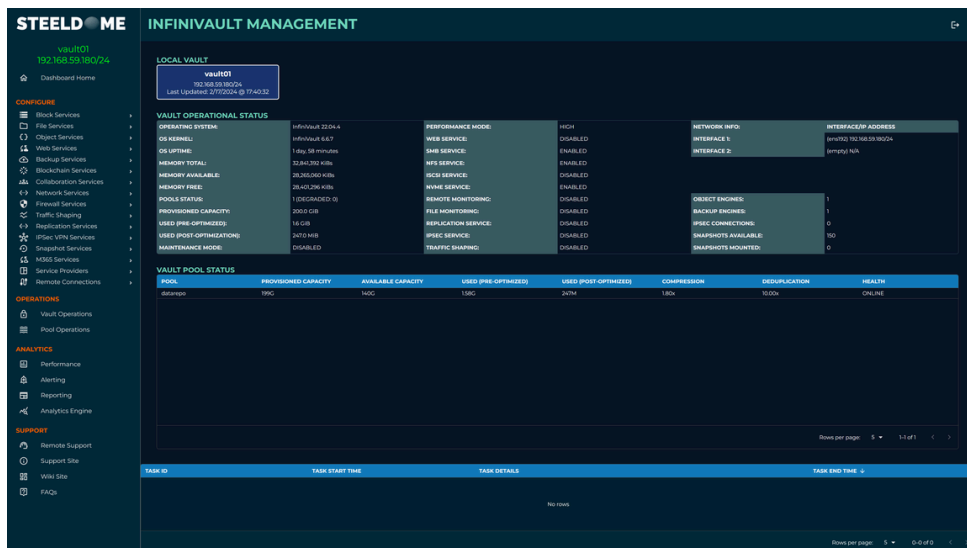 STEELDOME
INFINIVAULT MANAGEMENT
vault01
192.168.59.180/24
Dashboard Home
CONFIGURE
Block Services
File Services
Object Services
Web Services
Backup Services
Blockchain Services
Collaboration Services
Network Services
Firewall Services
Traffic Shaping
Replication Services
IPSec VPN Services
Snapshot Services
M365 Services
Service Providers
Remote Connections
OPERATIONS
Vault Operations
Pool Operations
ANALYTICS
Performance
Alerting
Reporting
Analytics Engine
SUPPORT
Remote Support
Support Site
Wiki Site
FAQs
LOCAL VAULT
vault01
192.168.59.180/24
Last Updated: 2/17/2024 @ 17:40:32
VAULT OPERATIONAL STATUS
OPERATING SYSTEM: InfiniVault 22.04.4 PERFORMANCE MODE: HIGH NETWORK INFO: INTERFACE/IP ADDRESS
OS KERNEL: InfiniVault 6.6.7 WEB SERVICE: DISABLED INTERFACE 1: (ens192) 192.168.59.180/24
OS UPTIME: 1 day, 58 minutes SMB SERVICE: ENABLED INTERFACE 2: (empty) N/A
MEMORY TOTAL: 32,841,392 KiBs NFS SERVICE: ENABLED
MEMORY AVAILABLE: 28,265,060 KiBs ISCSI SERVICE: DISABLED
MEMORY FREE: 28,401,296 KiBs NVME SERVICE: ENABLED
POOLS STATUS: 1 (DEGRADED: 0) REMOTE MONITORING: DISABLED OBJECT ENGINES: 1
PROVISIONED CAPACITY: 200.0 GIB FILE MONITORING: DISABLED BACKUP ENGINES: 1
USED (PRE-OPTIMIZED): 1.6 GIB REPLICATION SERVICE: DISABLED IPSEC CONNECTIONS: 0
USED (POST-OPTIMIZATION): 247.0 MIB IPSEC SERVICE: DISABLED SNAPSHOTS AVAILABLE: 150
MAINTENANCE MODE: DISABLED TRAFFIC SHAPING: DISABLED SNAPSHOTS MOUNTED: 0
VAULT POOL STATUS
POOL PROVISIONED CAPACITY AVAILABLE CAPACITY USED (PRE-OPTIMIZED) USED (POST-OPTIMIZED) COMPRESSION DEDUPLICATION HEALTH
datarepo 199G 140G 1.58G 247M 1.80x 10.00x ONLINE
Rows per page: 5 1-1 of 1
TASK ID TASK START TIME TASK DETAILS TASK END TIME
No rows
Rows per page: 5 0-0 of 0